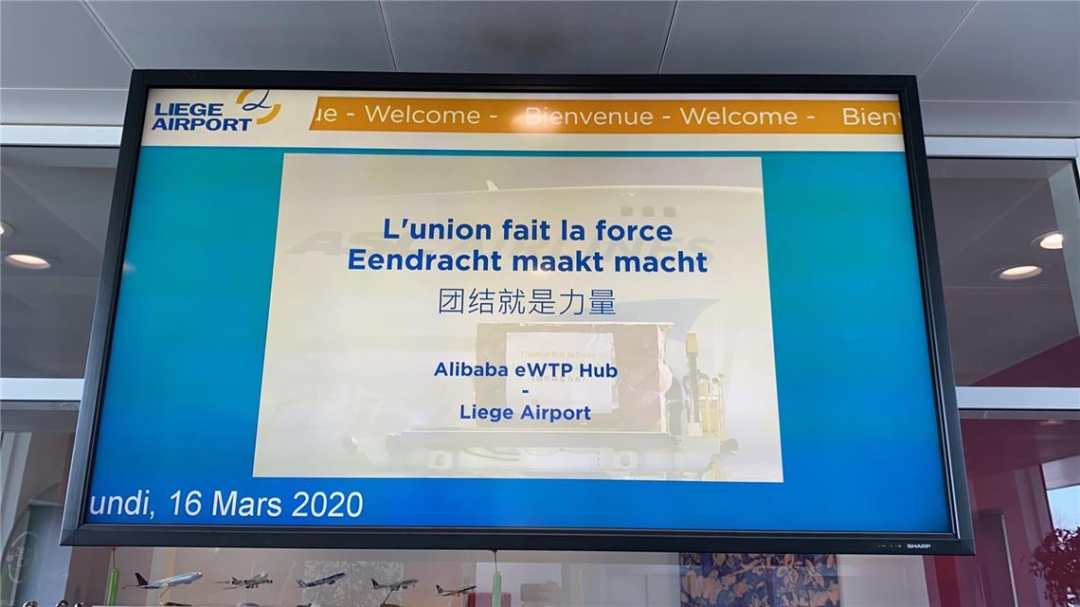 LIEGE
AIRPORT
ue - Welcome - Bienvenue - Welcome - Bien
L'union fait la force
Eendracht maakt macht
团结就是力量
Alibaba eWTP Hub
-
Liege Airport
undi, 16 Mars 2020
SHARP